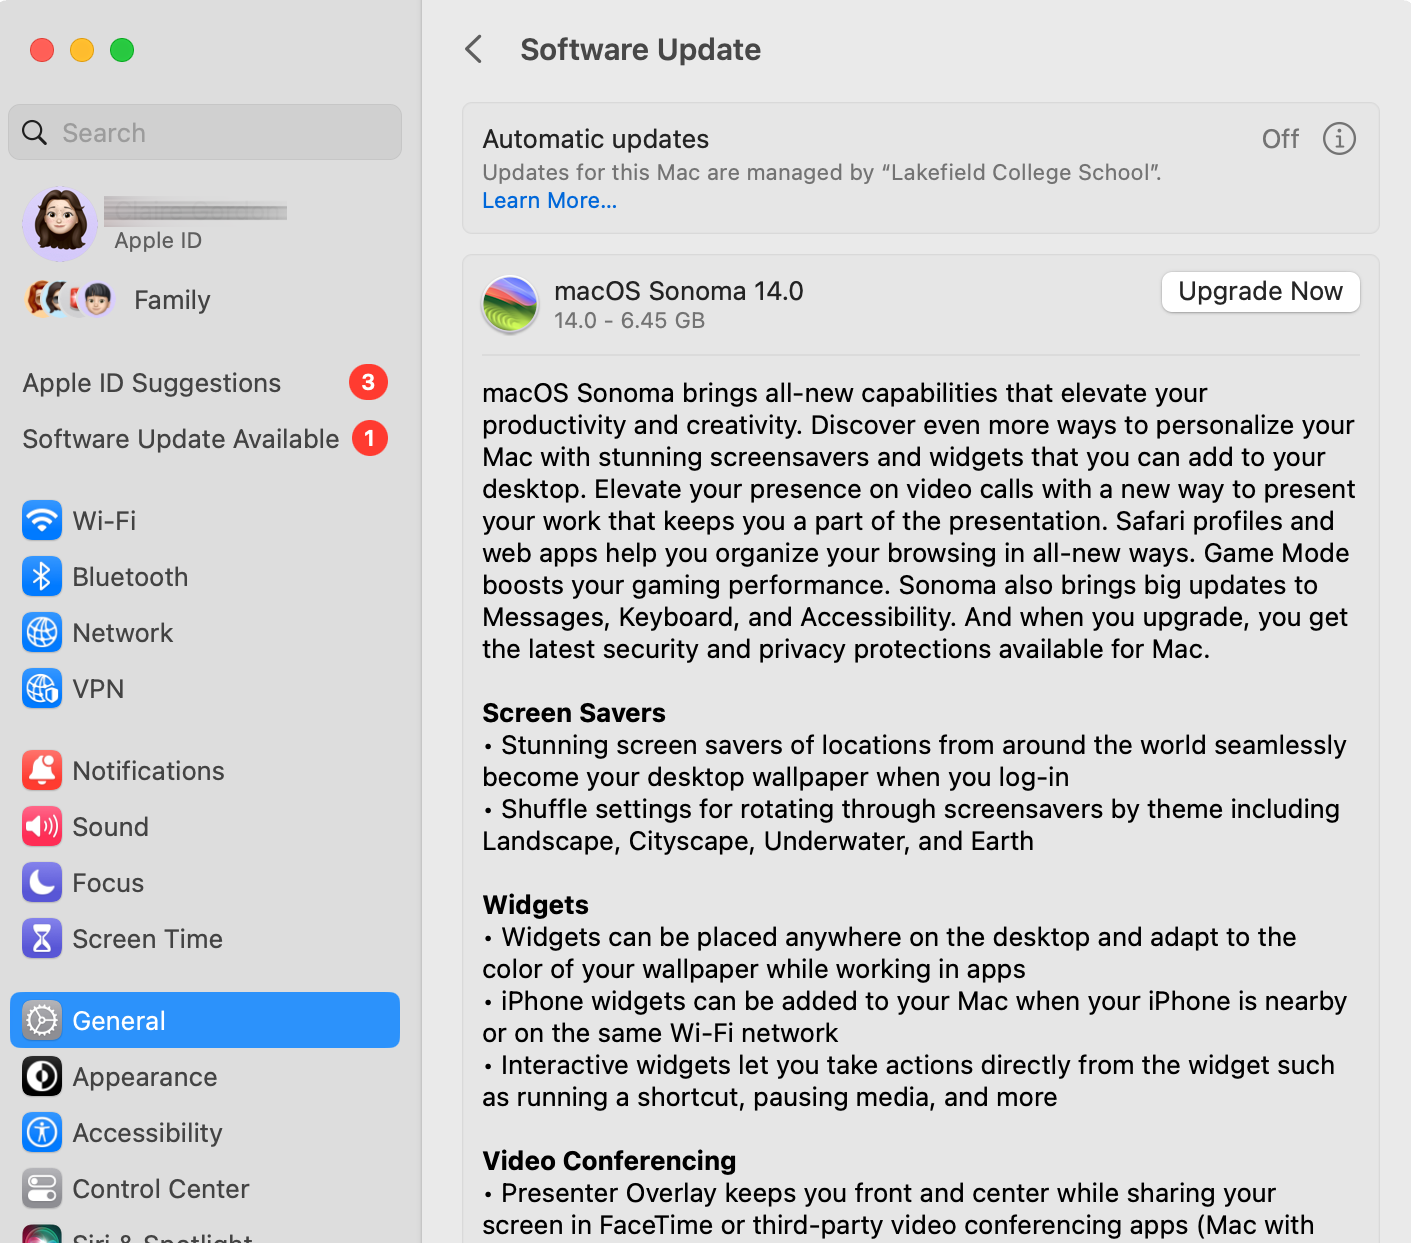 Search
Apple ID
Family
Apple ID Suggestions 3
Software Update Available 1
Wi-Fi
Bluetooth
Network
VPN
Notifications
Sound
Focus
Screen Time
General
Appearance
Accessibility
Control Center
Siri & Spotlight
Software Update
Automatic updates Off
Updates for this Mac are managed by “Lakefield College School”.
Learn More...
macOS Sonoma 14.0 Upgrade Now
14.0 - 6.45 GB
macOS Sonoma brings all-new capabilities that elevate your
productivity and creativity. Discover even more ways to personalize your
Mac with stunning screensavers and widgets that you can add to your
desktop. Elevate your presence on video calls with a new way to present
your work that keeps you a part of the presentation. Safari profiles and
web apps help you organize your browsing in all-new ways. Game Mode
boosts your gaming performance. Sonoma also brings big updates to
Messages, Keyboard, and Accessibility. And when you upgrade, you get
the latest security and privacy protections available for Mac.
Screen Savers
• Stunning screen savers of locations from around the world seamlessly
become your desktop wallpaper when you log-in
• Shuffle settings for rotating through screensavers by theme including
Landscape, Cityscape, Underwater, and Earth
Widgets
• Widgets can be placed anywhere on the desktop and adapt to the
color of your wallpaper while working in apps
• iPhone widgets can be added to your Mac when your iPhone is nearby
or on the same Wi-Fi network
• Interactive widgets let you take actions directly from the widget such
as running a shortcut, pausing media, and more
Video Conferencing
• Presenter Overlay keeps you front and center while sharing your
screen in FaceTime or third-party video conferencing apps (Mac with